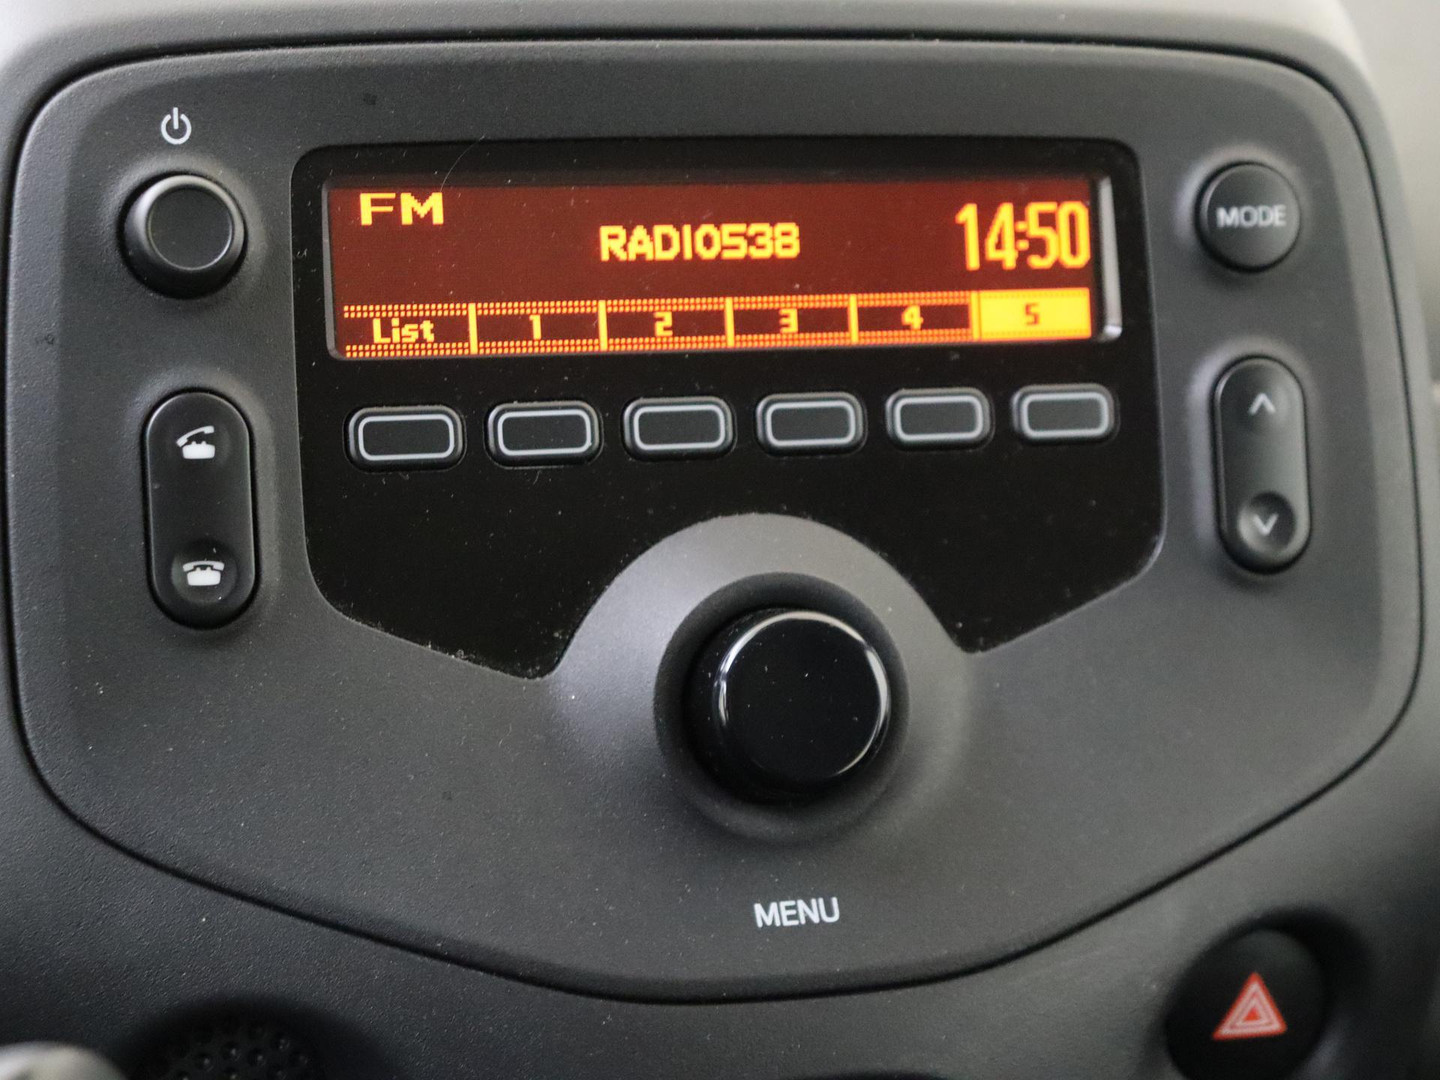 FM
RADIO538
14:50
List 1 2 3 4 5
MODE
MENU